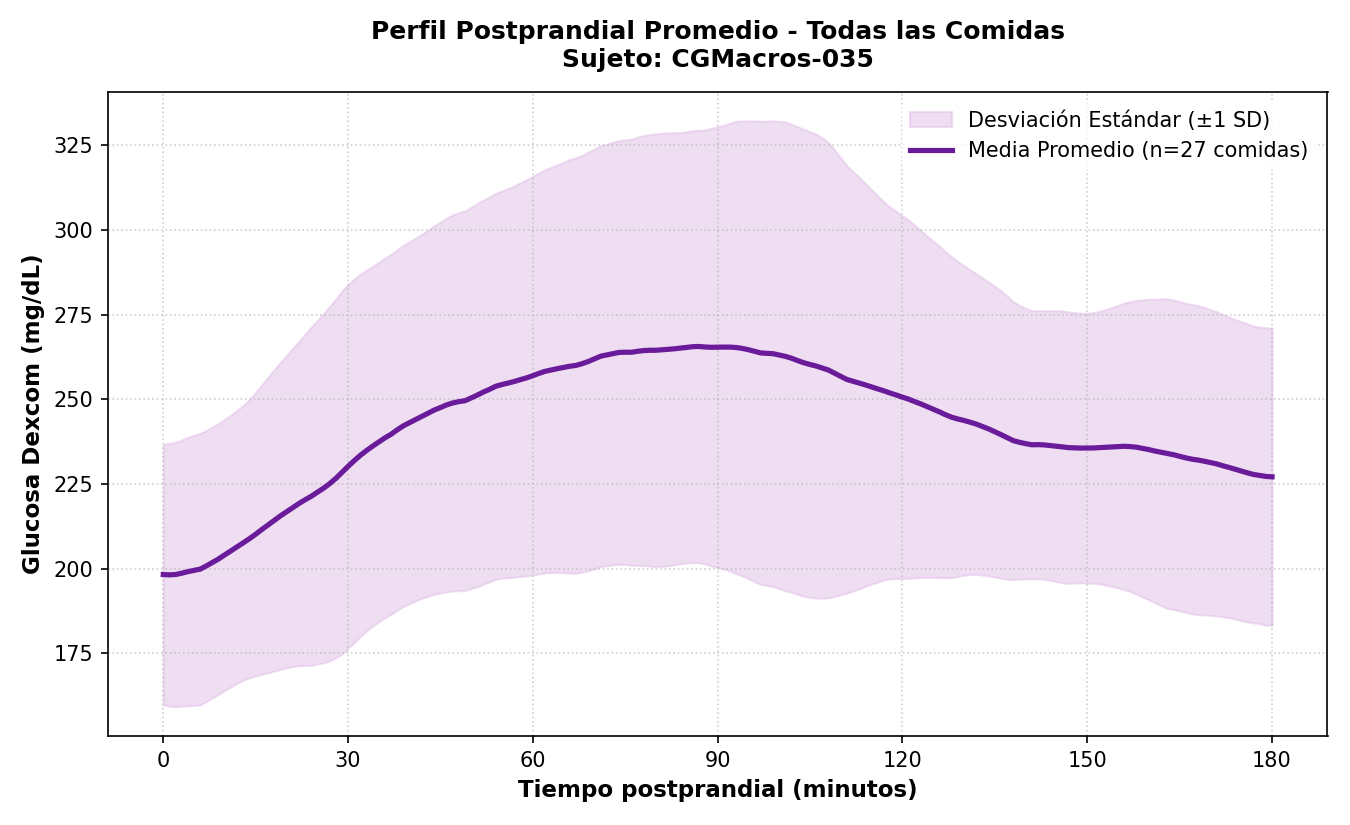 Perfil Postprandial Promedio - Todas las Comidas
Sujeto: CGMacros-035
Desviación Estándar (±1 SD)
Media Promedio (n=27 comidas)
Glucosa Dexcom (mg/dL)
325
300
275
250
225
200
175
0
30
60
90
120
150
180
Tiempo postprandial (minutos)